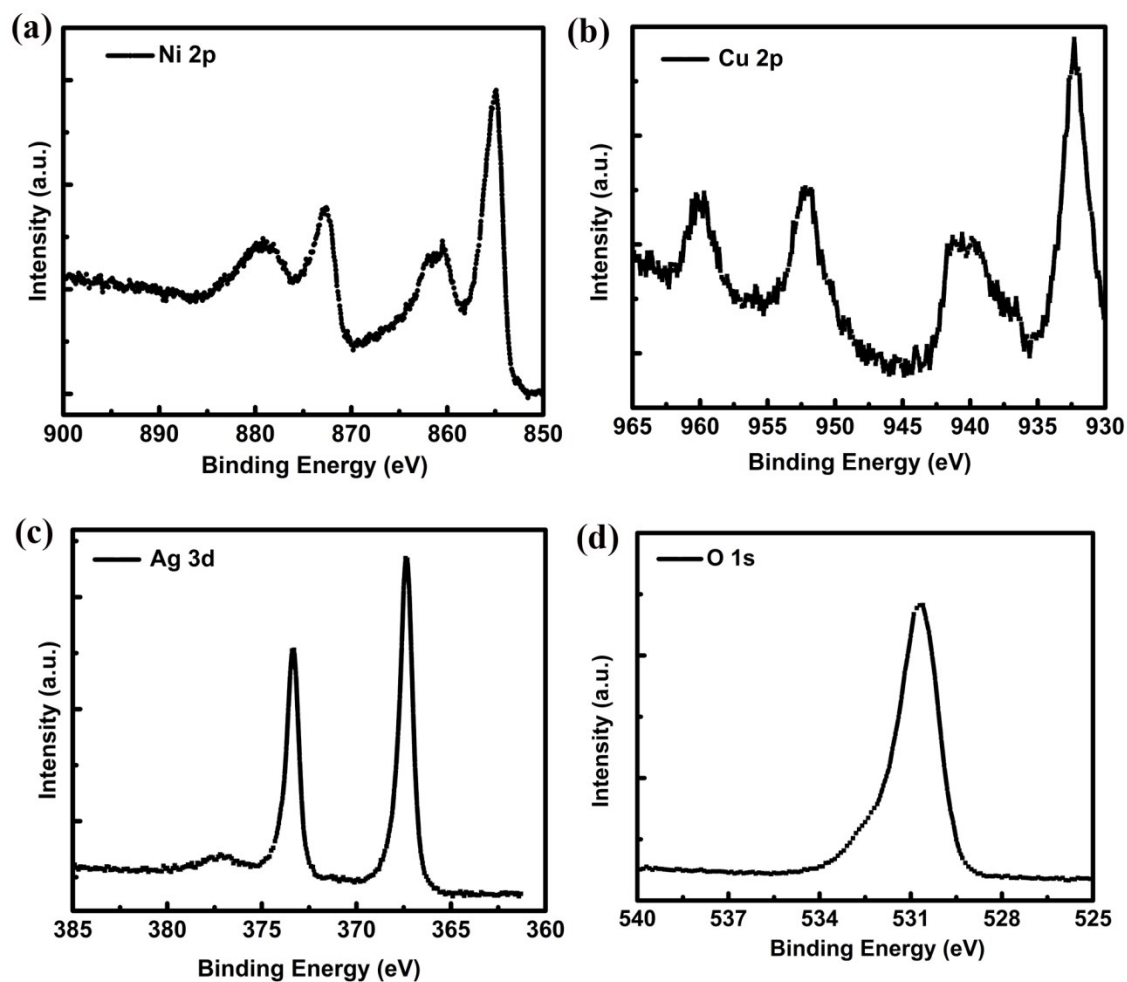 (a)
Ni 2p
Intensity (a.u.)
900 890 880 870 860 850
Binding Energy (eV)
(b)
Cu 2p
Intensity (a.u.)
965 960 955 950 945 940 935 930
Binding Energy (eV)
(c)
Ag 3d
Intensity (a.u.)
385 380 375 370 365 360
Binding Energy (eV)
(d)
O 1s
Intensity (a.u.)
540 537 534 531 528 525
Binding Energy (eV)